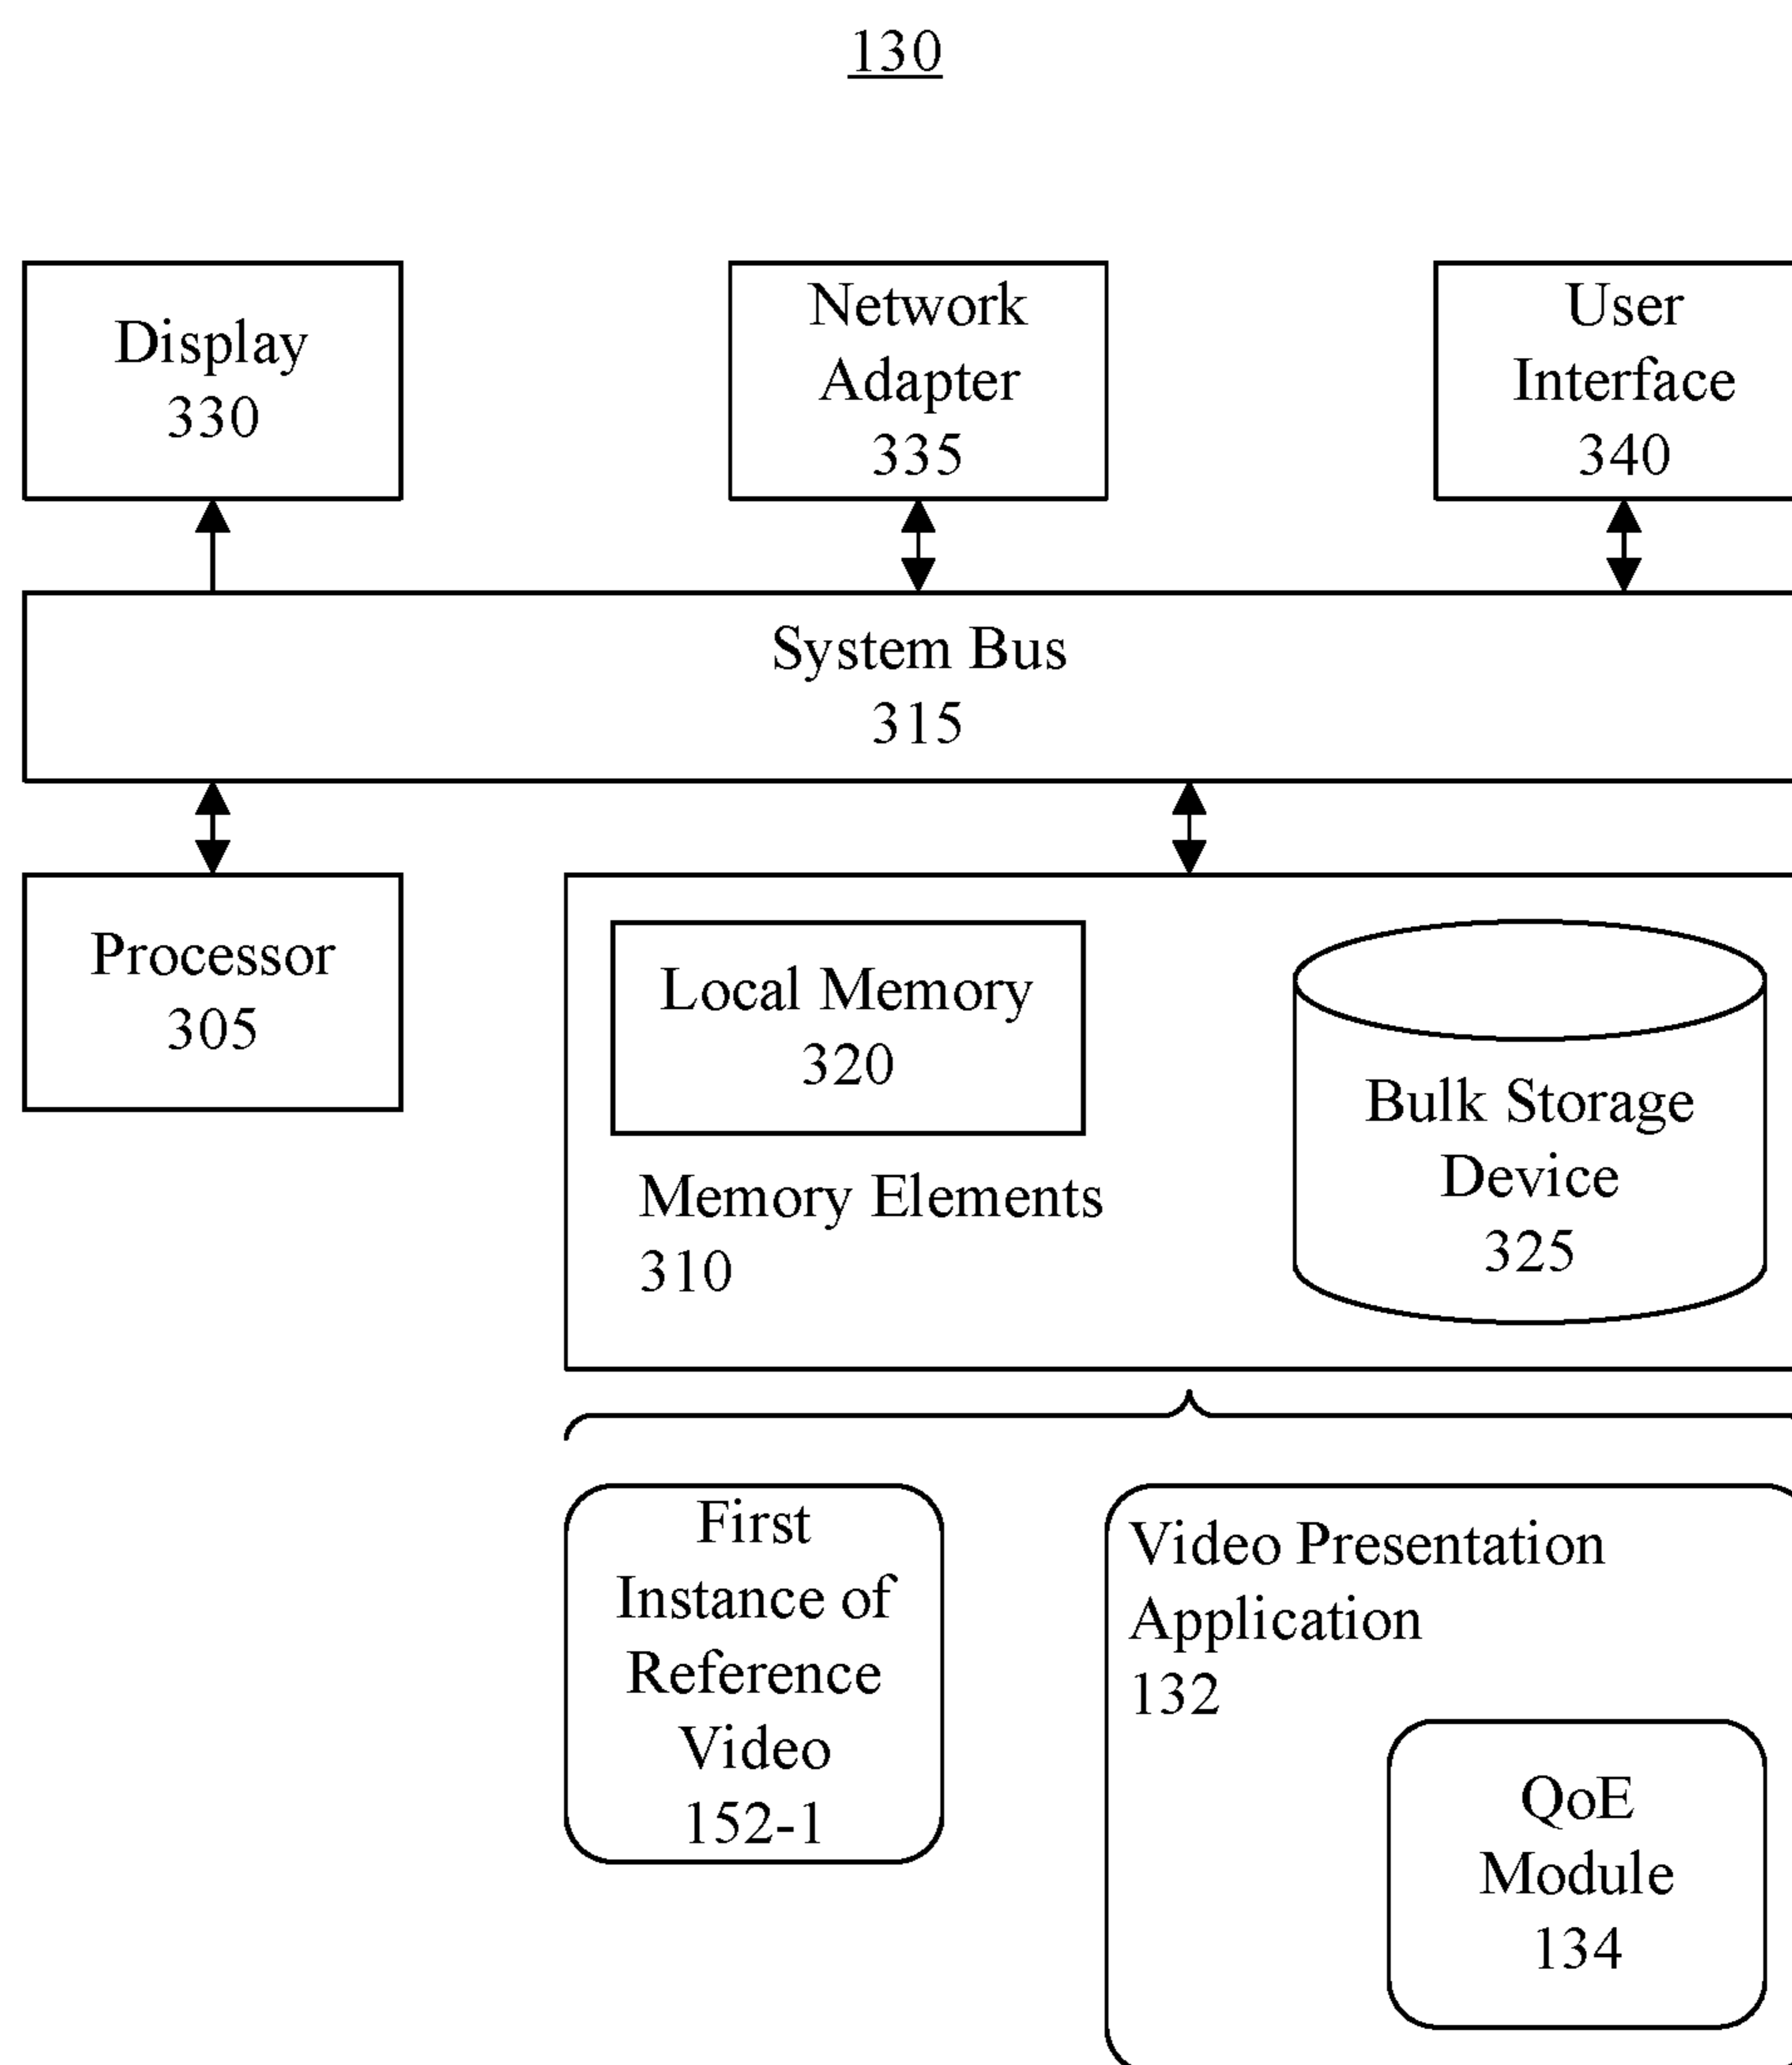 130
Display
330
Network
Adapter
335
User
Interface
340
System Bus
315
Processor
305
Local Memory
320
Memory Elements
310
Bulk Storage
Device
325
First
Instance of
Reference
Video
152-1
Video Presentation
Application
132
QoE
Module
134